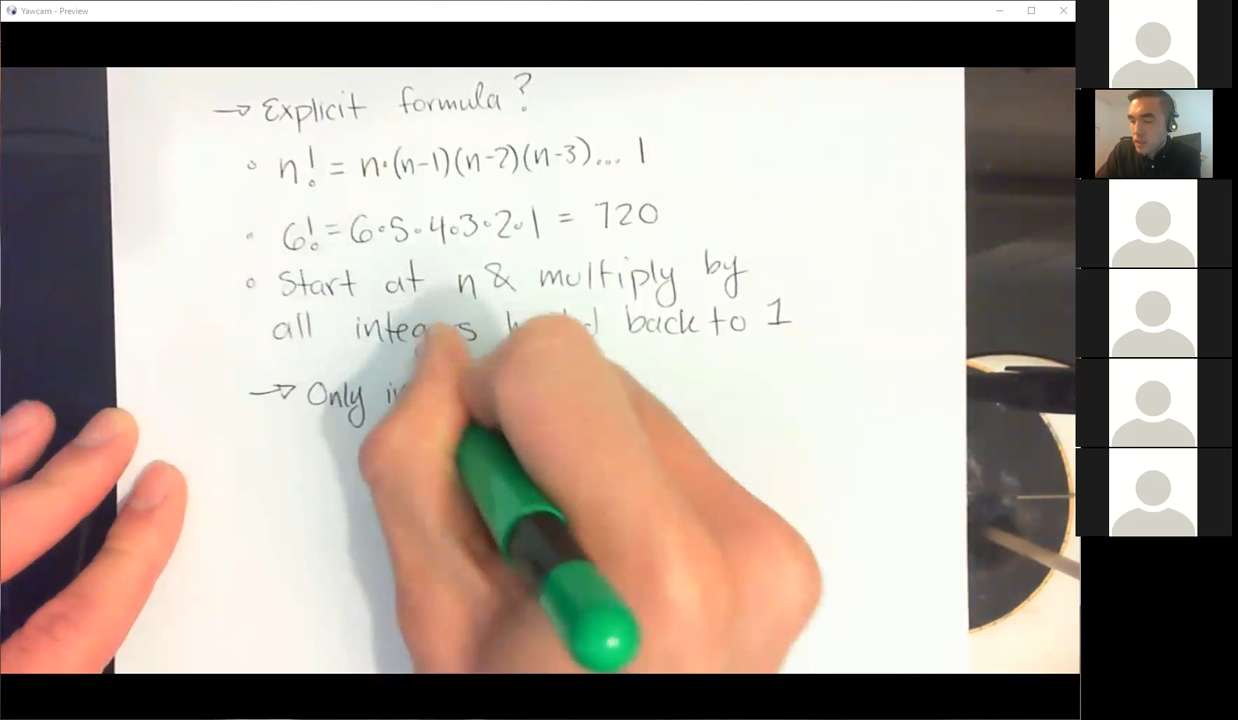 Yawcam - Preview
→ Explicit formula?
◦ n! = n·(n-1)(n-2)(n-3)... 1
◦ 6! = 6·5·4·3·2·1 = 720
◦ Start at n & multiply by
all back to 1
→ Only